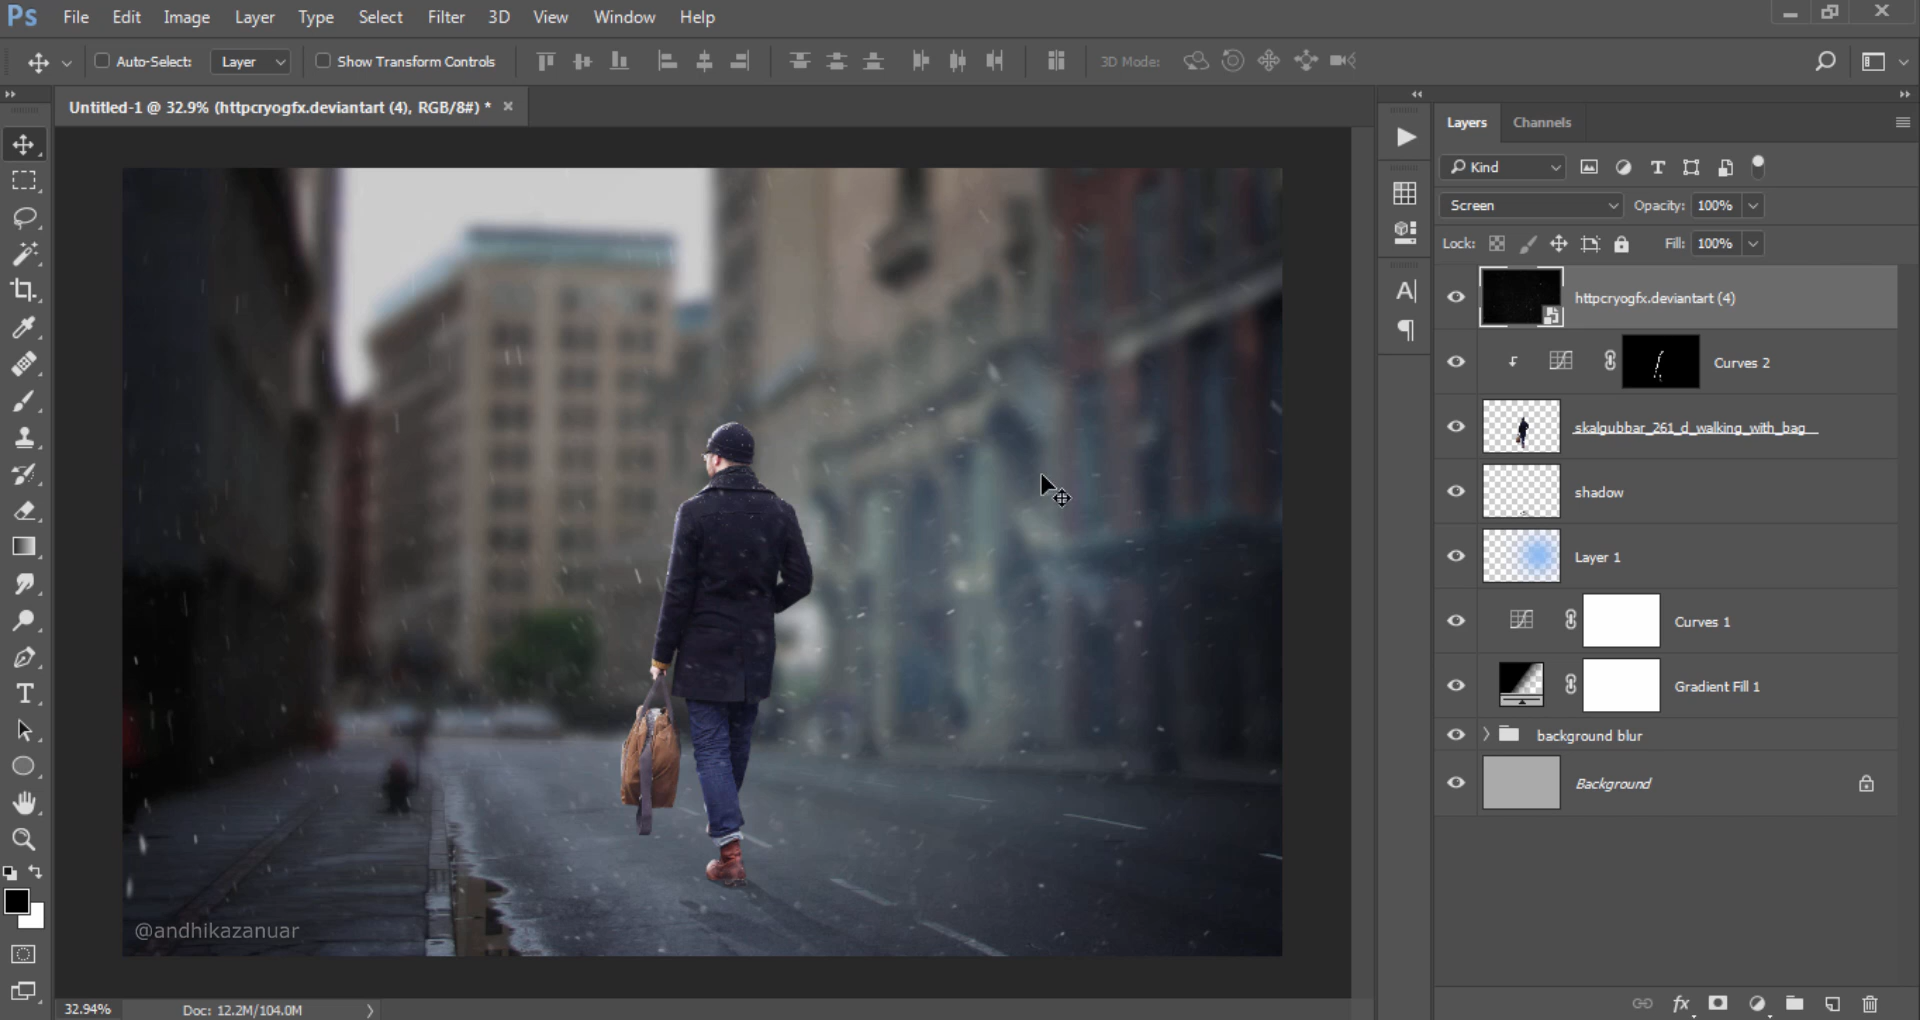 Ps File Edit Image Layer Type Select Filter 3D View Window Help
Auto-Select: Layer Show Transform Controls 3D Mode:
Untitled-1 @ 32.9% (httpcryogfx.deviantart (4), RGB/8#) *
Layers Channels
Kind
Screen Opacity: 100%
Lock: Fill: 100%
httpcryogfx.deviantart (4)
Curves 2
skalgubbar_261_d_walking_with_bag
shadow
Layer 1
Curves 1
Gradient Fill 1
background blur
Background
@andhikazanuar
32.94% Doc: 12.2M/104.0M